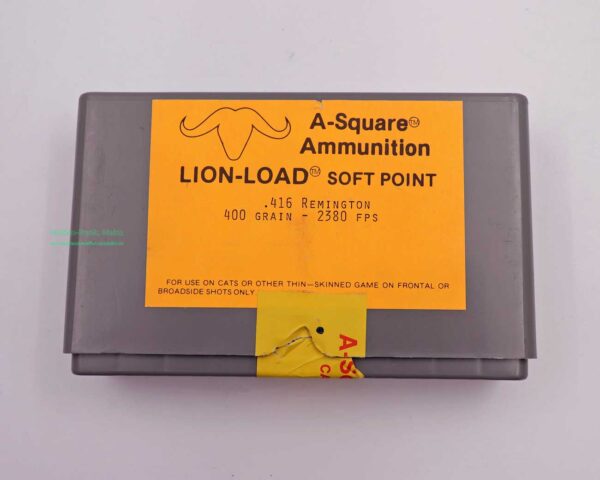 A-Square™
Ammunition
LION-LOAD™ SOFT POINT
.416 REMINGTON
400 GRAIN - 2380 FPS
FOR USE ON CATS OR OTHER THIN—SKINNED GAME ON FRONTAL OR
BROADSIDE SHOTS ONLY